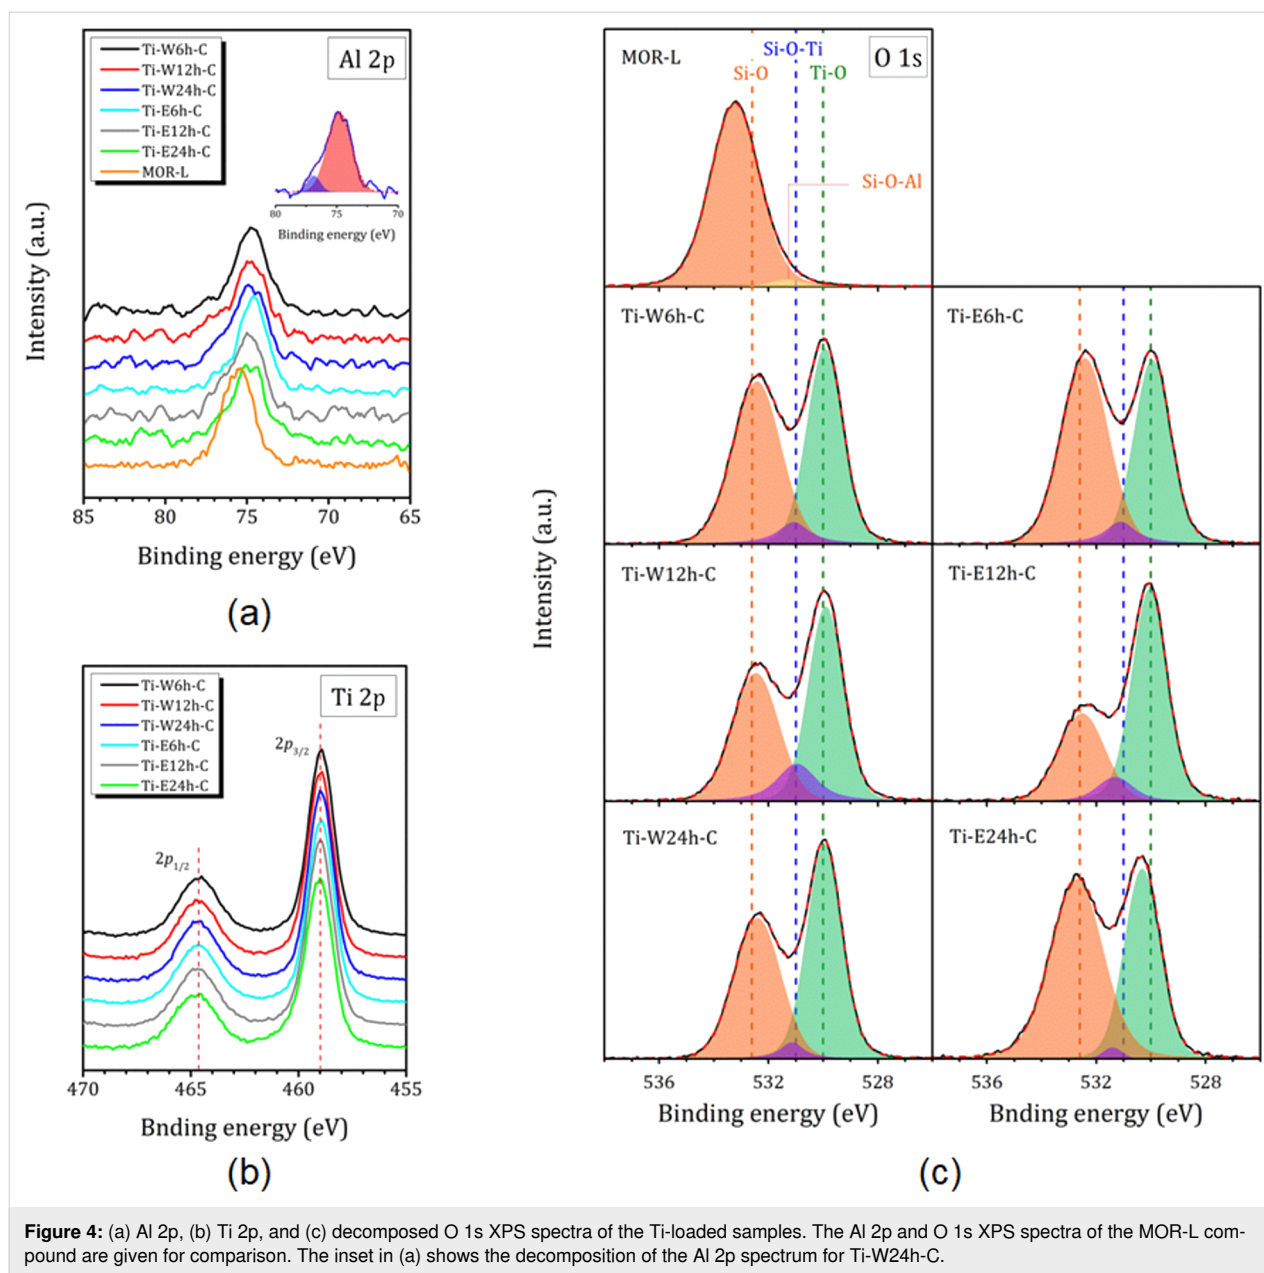 Ti-W6h-C
Ti-W12h-C
Ti-W24h-C
Ti-E6h-C
Ti-E12h-C
Ti-E24h-C
MOR-L
Al 2p
80 75 70
Binding energy (eV)
Intensity (a.u.)
85 80 75 70 65
Binding energy (eV)
(a)
Ti-W6h-C
Ti-W12h-C
Ti-W24h-C
Ti-E6h-C
Ti-E12h-C
Ti-E24h-C
Ti 2p
2p3/2
2p1/2
470 465 460 455
Bnding energy (eV)
(b)
MOR-L
Si-O-Ti
O 1s
Si-O
Ti-O
Si-O-Al
Ti-W6h-C
Ti-E6h-C
Intensity (a.u.)
Ti-W12h-C
Ti-E12h-C
Ti-W24h-C
Ti-E24h-C
536 532 528 536 532 528
Binding energy (eV) Bnding energy (eV)
(c)
Figure 4: (a) Al 2p, (b) Ti 2p, and (c) decomposed O 1s XPS spectra of the Ti-loaded samples. The Al 2p and O 1s XPS spectra of the MOR-L com-
pound are given for comparison. The inset in (a) shows the decomposition of the Al 2p spectrum for Ti-W24h-C.